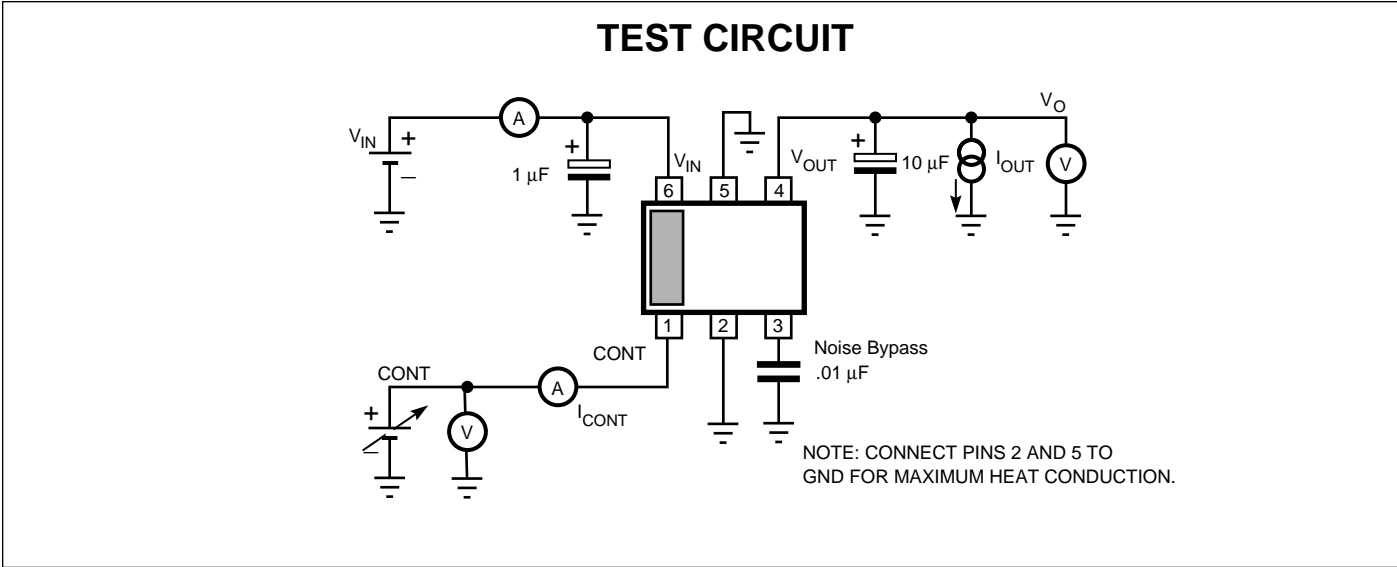 TEST CIRCUIT
VIN
+
–
A
+
1 µF
VIN
VOUT
+
10 µF
IOUT
VO
V
6
5
4
1
2
3
CONT
Noise Bypass
.01 µF
CONT
+
–
V
A
ICONT
NOTE: CONNECT PINS 2 AND 5 TO
GND FOR MAXIMUM HEAT CONDUCTION.